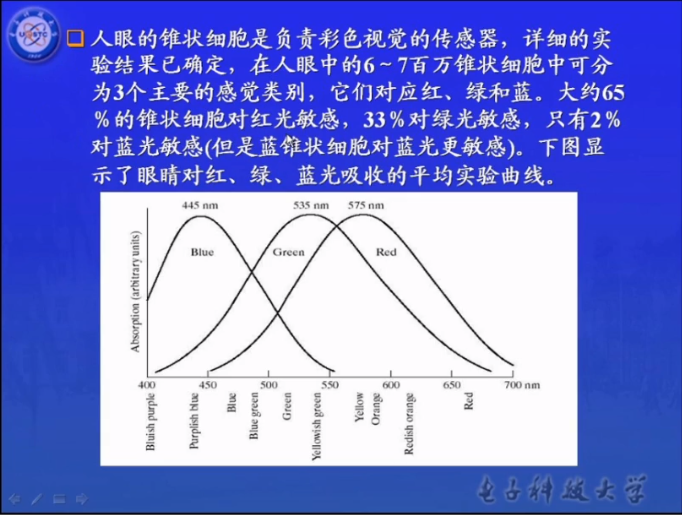 人眼的锥状细胞是负责彩色视觉的传感器，详细的实
验结果已确定，在人眼中的6～7百万锥状细胞中可分
为3个主要的感觉类别，它们对应红、绿和蓝。大约65
％的锥状细胞对红光敏感，33％对绿光敏感，只有2％
对蓝光敏感(但是蓝锥状细胞对蓝光更敏感)。下图显
示了眼睛对红、绿、蓝光吸收的平均实验曲线。
445 nm 535 nm 575 nm
Blue Green Red
Absorption (arbitrary units)
400 450 500 550 600 650 700 nm
Bluish purple
Purplish blue
Blue
Blue green
Green
Yellowish green
Yellow
Orange
Redish orange
Red
电子科技大学